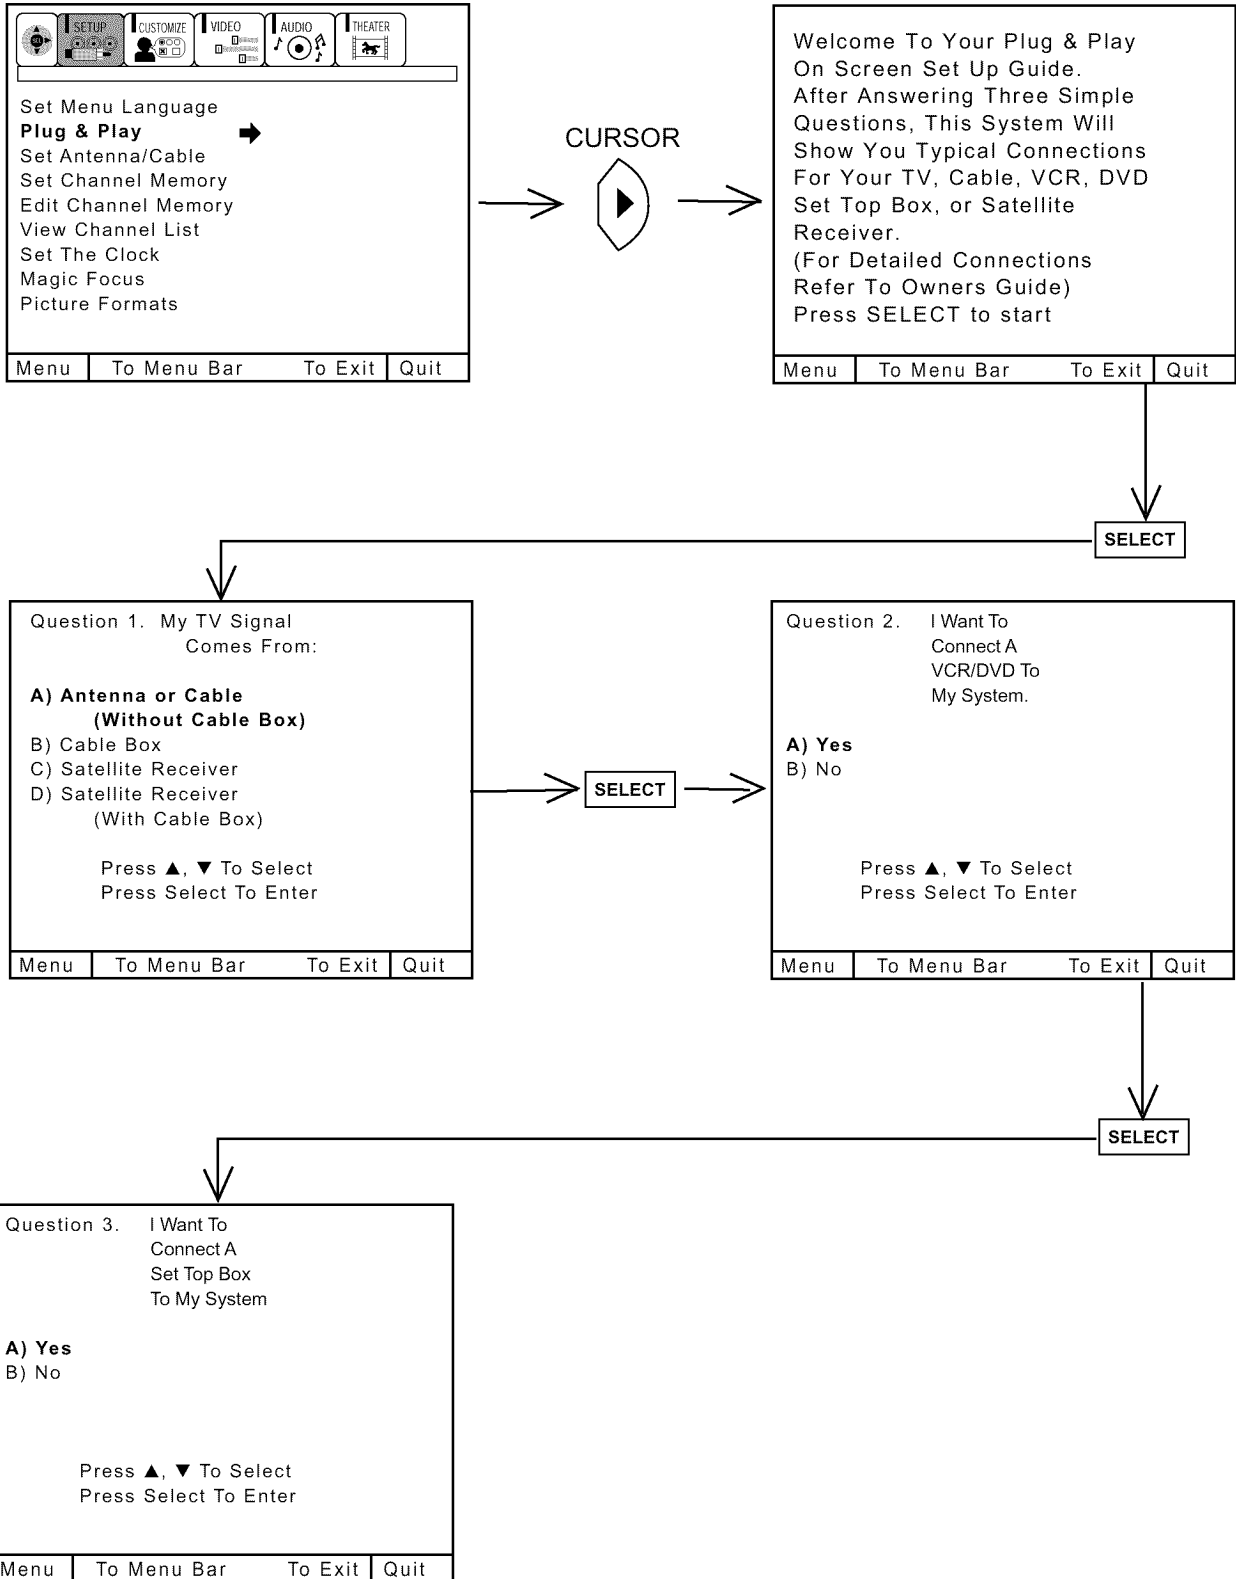 SETUP CUSTOMIZE VIDEO AUDIO THEATER
SEL
Set Menu Language
Plug & Play
Set Antenna/Cable
Set Channel Memory
Edit Channel Memory
View Channel List
Set The Clock
Magic Focus
Picture Formats
Menu To Menu Bar To Exit Quit
CURSOR
Welcome To Your Plug & Play
On Screen Set Up Guide.
After Answering Three Simple
Questions, This System Will
Show You Typical Connections
For Your TV, Cable, VCR, DVD
Set Top Box, or Satellite
Receiver.
(For Detailed Connections
Refer To Owners Guide)
Press SELECT to start
Menu To Menu Bar To Exit Quit
SELECT
Question 1. My TV Signal
Comes From:
A) Antenna or Cable
(Without Cable Box)
B) Cable Box
C) Satellite Receiver
D) Satellite Receiver
(With Cable Box)
Press ▲, ▼ To Select
Press Select To Enter
Menu To Menu Bar To Exit Quit
SELECT
Question 2. I Want To
Connect A
VCR/DVD To
My System.
A) Yes
B) No
Press ▲, ▼ To Select
Press Select To Enter
Menu To Menu Bar To Exit Quit
SELECT
Question 3. I Want To
Connect A
Set Top Box
To My System
A) Yes
B) No
Press ▲, ▼ To Select
Press Select To Enter
Menu To Menu Bar To Exit Quit